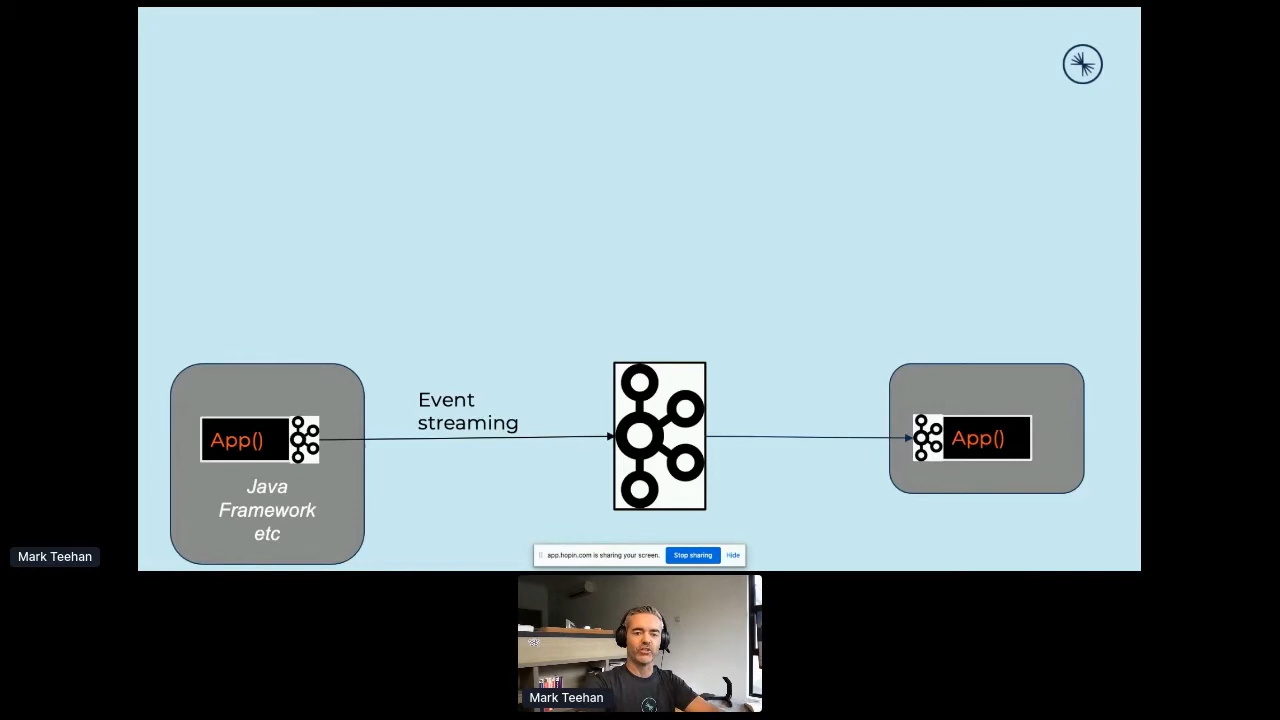 Event
streaming
App()
App()
Java
Framework
etc
Mark Teehan
app.hopin.com is sharing your screen.
Stop sharing
Hide
Mark Teehan